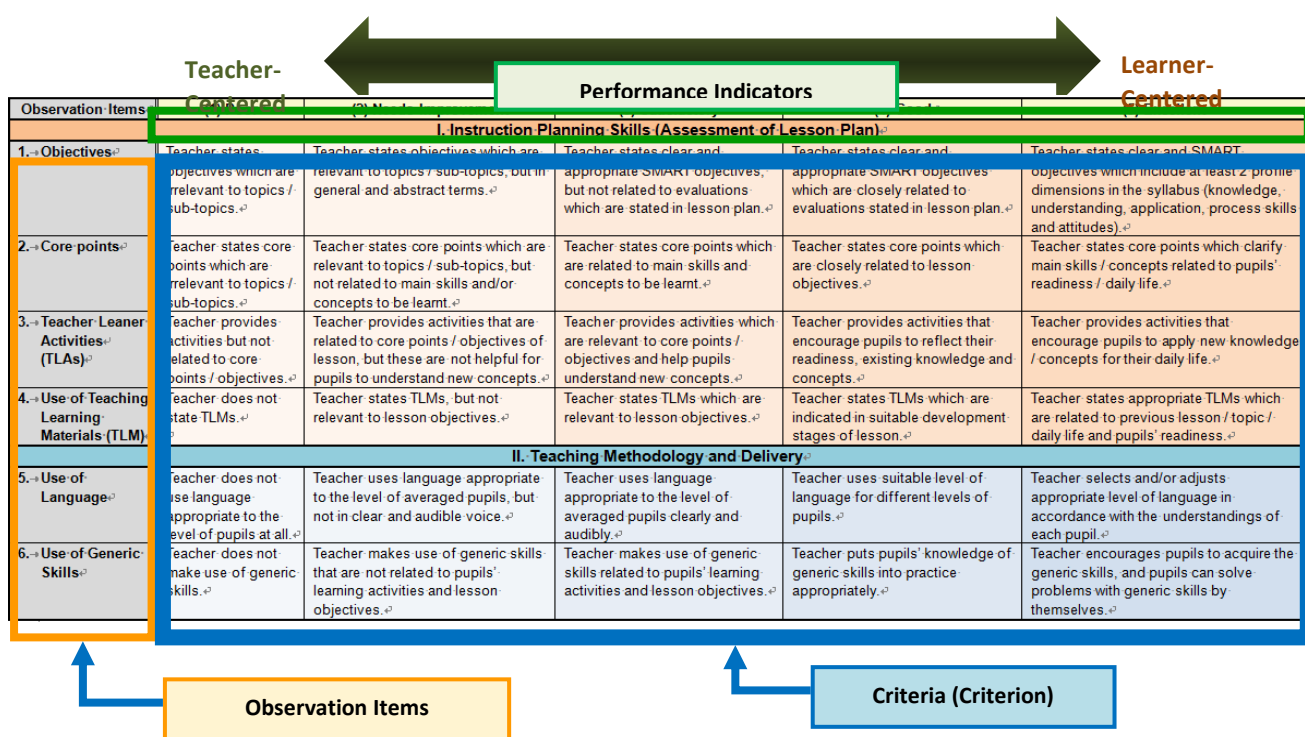 Teacher-
Centered
Learner-
Centered
Performance Indicators
Observation Items
I. Instruction Planning Skills (Assessment of Lesson Plan)
1. Objectives
Teacher states
objectives which are
irrelevant to topics /
sub-topics.
Teacher states objectives which are
relevant to topics / sub-topics, but in
general and abstract terms.
Teacher states clear and
appropriate SMART objectives,
but not related to evaluations
which are stated in lesson plan.
Teacher states clear and
appropriate SMART objectives
which are closely related to
evaluations stated in lesson plan.
Teacher states clear and SMART
objectives which include at least 2 profile
dimensions in the syllabus (knowledge,
understanding, application, process skills
and attitudes).
2. Core points
Teacher states core
points which are
irrelevant to topics /
sub-topics.
Teacher states core points which are
relevant to topics / sub-topics, but
not related to main skills and/or
concepts to be learnt.
Teacher states core points which
are related to main skills and
concepts to be learnt.
Teacher states core points which
are closely related to lesson
objectives.
Teacher states core points which clarify
main skills / concepts related to pupils'
readiness / daily life.
3. Teacher Leaner
Activities
(TLAs)
Teacher provides
activities but not
related to core
points / objectives.
Teacher provides activities that are
related to core points / objectives of
lesson, but these are not helpful for
pupils to understand new concepts.
Teacher provides activities which
are relevant to core points /
objectives and help pupils
understand new concepts.
Teacher provides activities that
encourage pupils to reflect their
readiness, existing knowledge and
concepts.
Teacher provides activities that
encourage pupils to apply new knowledge
/ concepts for their daily life.
4. Use of Teaching
Learning
Materials (TLM)
Teacher does not
state TLMs.
Teacher states TLMs, but not
relevant to lesson objectives.
Teacher states TLMs which are
relevant to lesson objectives.
Teacher states TLMs which are
indicated in suitable development
stages of lesson.
Teacher states appropriate TLMs which
are related to previous lesson / topic /
daily life and pupils' readiness.
II. Teaching Methodology and Delivery
5. Use of
Language
Teacher does not
use language
appropriate to the
level of pupils at all.
Teacher uses language appropriate
to the level of averaged pupils, but
not in clear and audible voice.
Teacher uses language
appropriate to the level of
averaged pupils clearly and
audibly.
Teacher uses suitable level of
language for different levels of
pupils.
Teacher selects and/or adjusts
appropriate level of language in
accordance with the understandings of
each pupil.
6. Use of Generic
Skills
Teacher does not
make use of generic
skills.
Teacher makes use of generic skills
that are not related to pupils'
learning activities and lesson
objectives.
Teacher makes use of generic
skills related to pupils' learning
activities and lesson objectives.
Teacher puts pupils' knowledge of
generic skills into practice
appropriately.
Teacher encourages pupils to acquire the
generic skills, and pupils can solve
problems with generic skills by
themselves.
Observation Items
Criteria (Criterion)